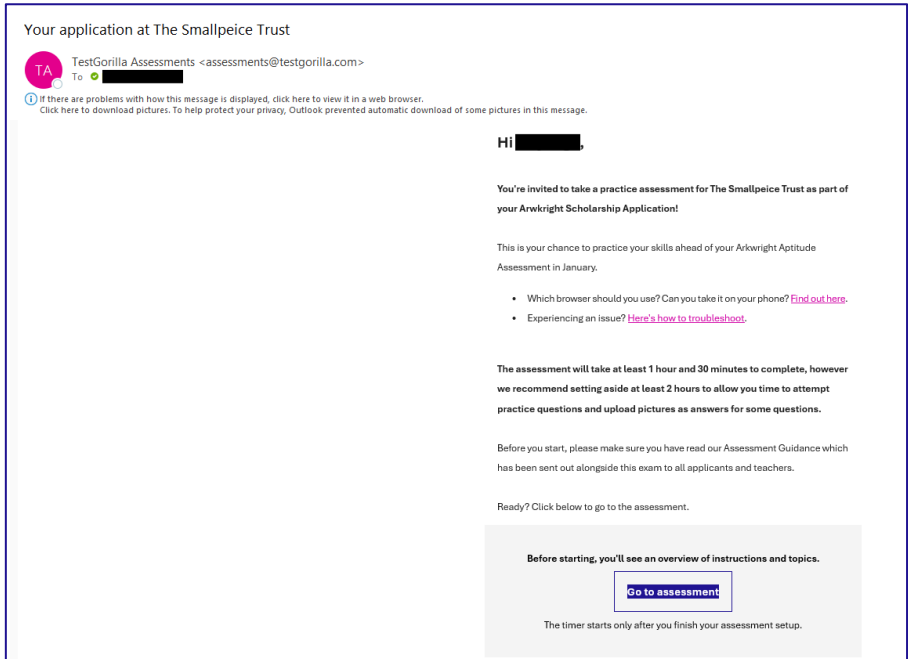 Your application at The Smallpeice Trust
TA
TestGorilla Assessments <assessments@testgorilla.com>
To
If there are problems with how this message is displayed, click here to view it in a web browser.
Click here to download pictures. To help protect your privacy, Outlook prevented automatic download of some pictures in this message.
Hi ,
You're invited to take a practice assessment for The Smallpeice Trust as part of
your Arwkright Scholarship Application!
This is your chance to practice your skills ahead of your Arkwright Aptitude
Assessment in January.
• Which browser should you use? Can you take it on your phone? Find out here.
• Experiencing an issue? Here's how to troubleshoot.
The assessment will take at least 1 hour and 30 minutes to complete, however
we recommend setting aside at least 2 hours to allow you time to attempt
practice questions and upload pictures as answers for some questions.
Before you start, please make sure you have read our Assessment Guidance which
has been sent out alongside this exam to all applicants and teachers.
Ready? Click below to go to the assessment.
Before starting, you'll see an overview of instructions and topics.
Go to assessment
The timer starts only after you finish your assessment setup.